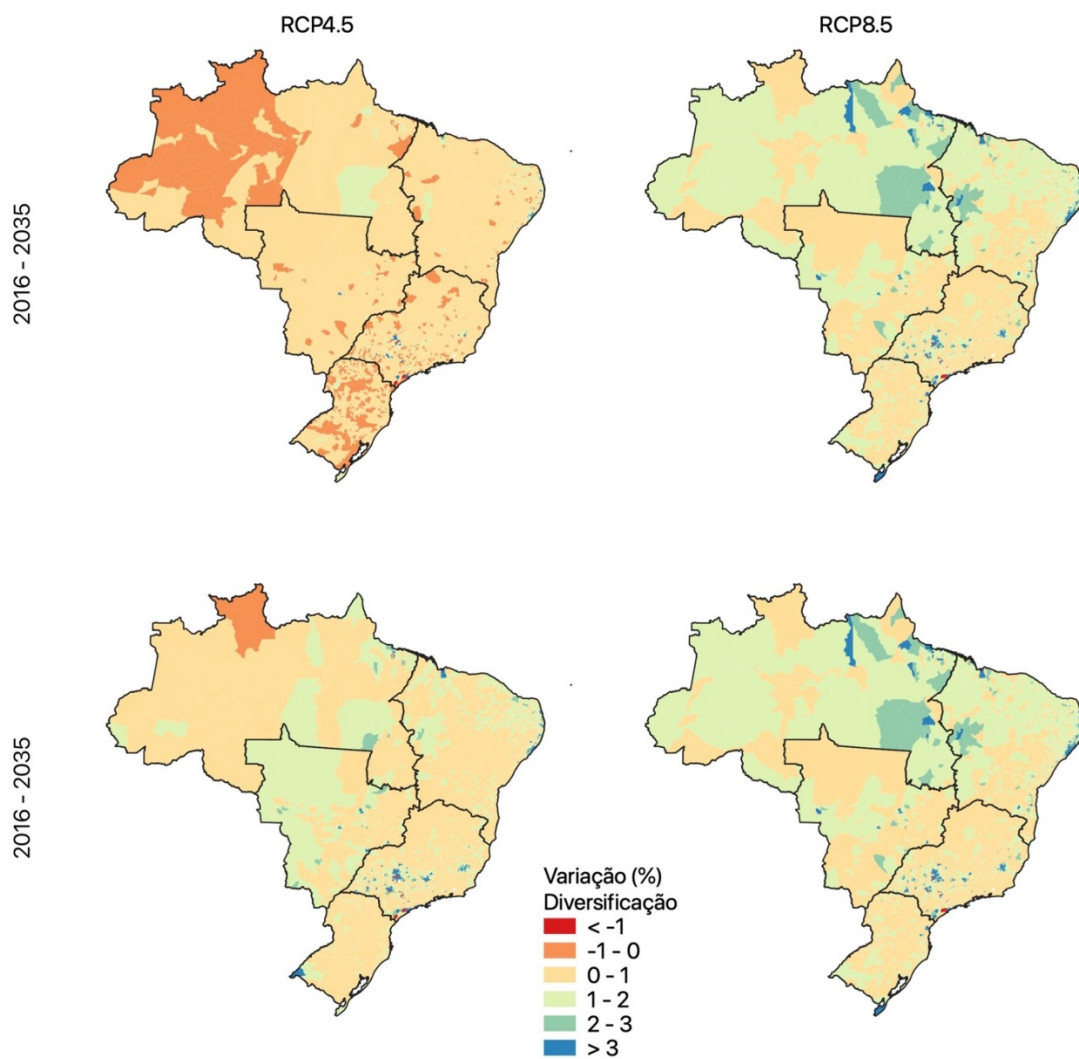 RCP4.5
RCP8.5
2016 - 2035
2016 - 2035
Variação (%)
Diversificação
< -1
-1 - 0
0 - 1
1 - 2
2 - 3
> 3